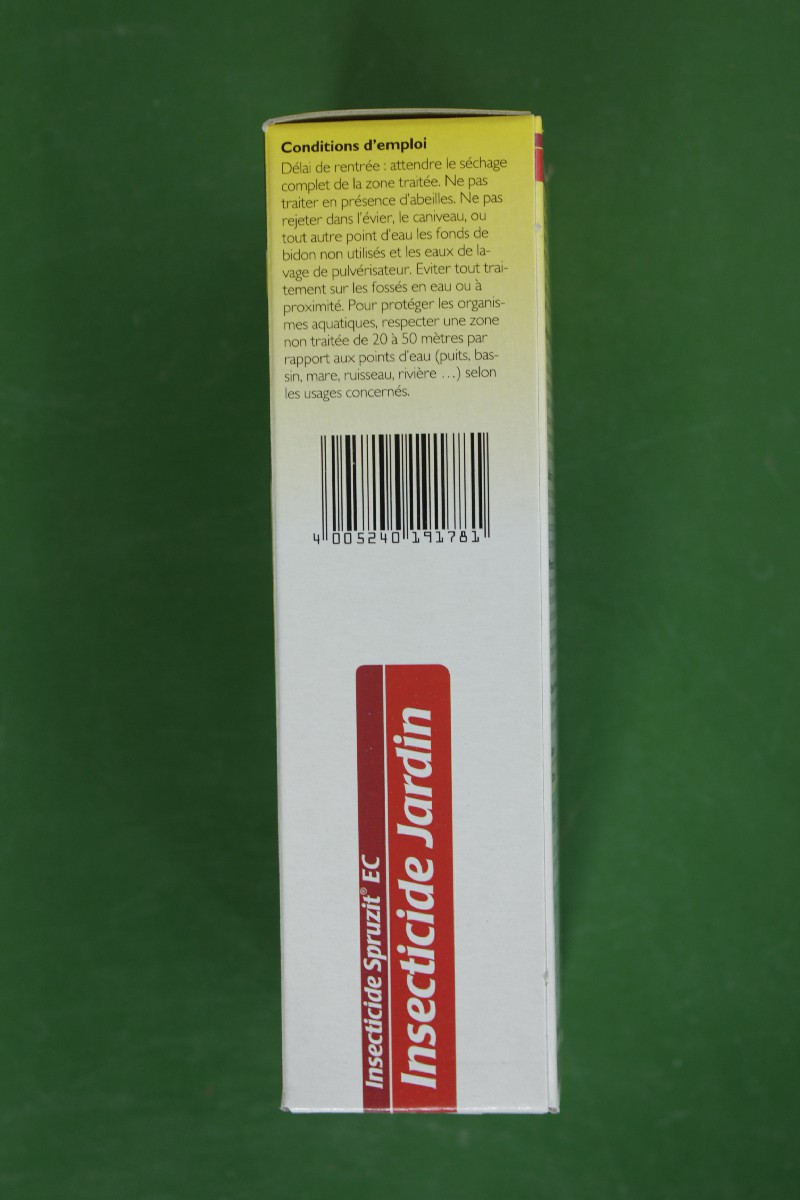 Conditions d'emploi
Délai de rentrée : attendre le séchage
complet de la zone traitée. Ne pas
traiter en présence d'abeilles. Ne pas
rejeter dans l'évier, le caniveau, ou
tout autre point d'eau les fonds de
bidon non utilisés et les eaux de la-
vage de pulvérisateur. Eviter tout trai-
tement sur les fossés en eau ou à
proximité. Pour protéger les organis-
mes aquatiques, respecter une zone
non traitée de 20 à 50 mètres par
rapport aux points d'eau (puits, bas-
sin, mare, ruisseau, rivière ...) selon
les usages concernés.
4 005240 191781
Insecticide Spruzit® EC
Insecticide Jardin